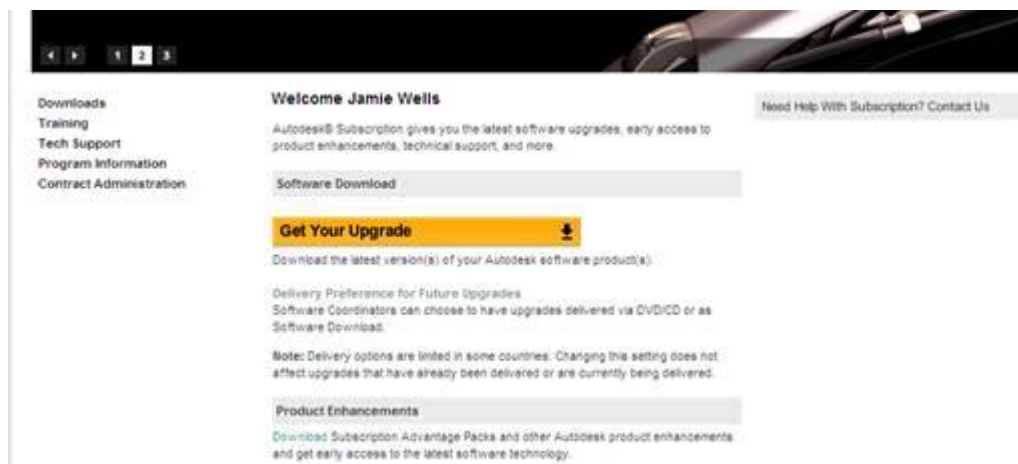 1 2 3
Downloads
Training
Tech Support
Program Information
Contract Administration
Welcome Jamie Wells
Autodesk® Subscription gives you the latest software upgrades, early access to
product enhancements, technical support, and more.
Software Download
Get Your Upgrade
Download the latest version(s) of your Autodesk software product(s).
Delivery Preference for Future Upgrades
Software Coordinators can choose to have upgrades delivered via DVD/CD or as
Software Download.
Note: Delivery options are limited in some countries. Changing this setting does not
affect upgrades that have already been delivered or are currently being delivered.
Product Enhancements
Download Subscription Advantage Packs and other Autodesk product enhancements
and get early access to the latest software technology.
Need Help With Subscription? Contact Us